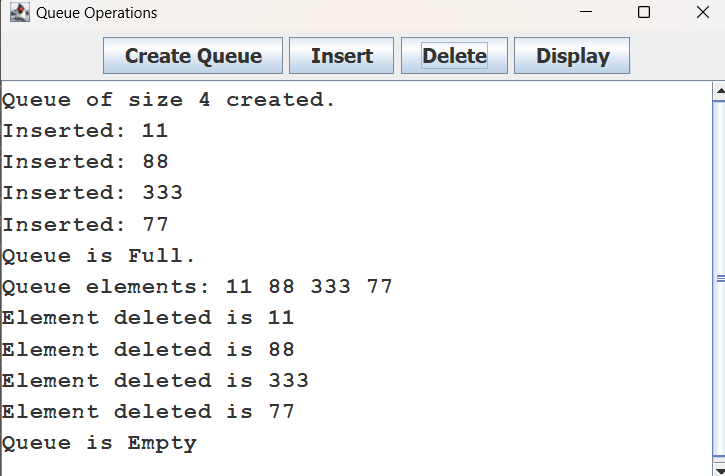 Queue Operations
Create Queue Insert Delete Display
Queue of size 4 created.
Inserted: 11
Inserted: 88
Inserted: 333
Inserted: 77
Queue is Full.
Queue elements: 11 88 333 77
Element deleted is 11
Element deleted is 88
Element deleted is 333
Element deleted is 77
Queue is Empty